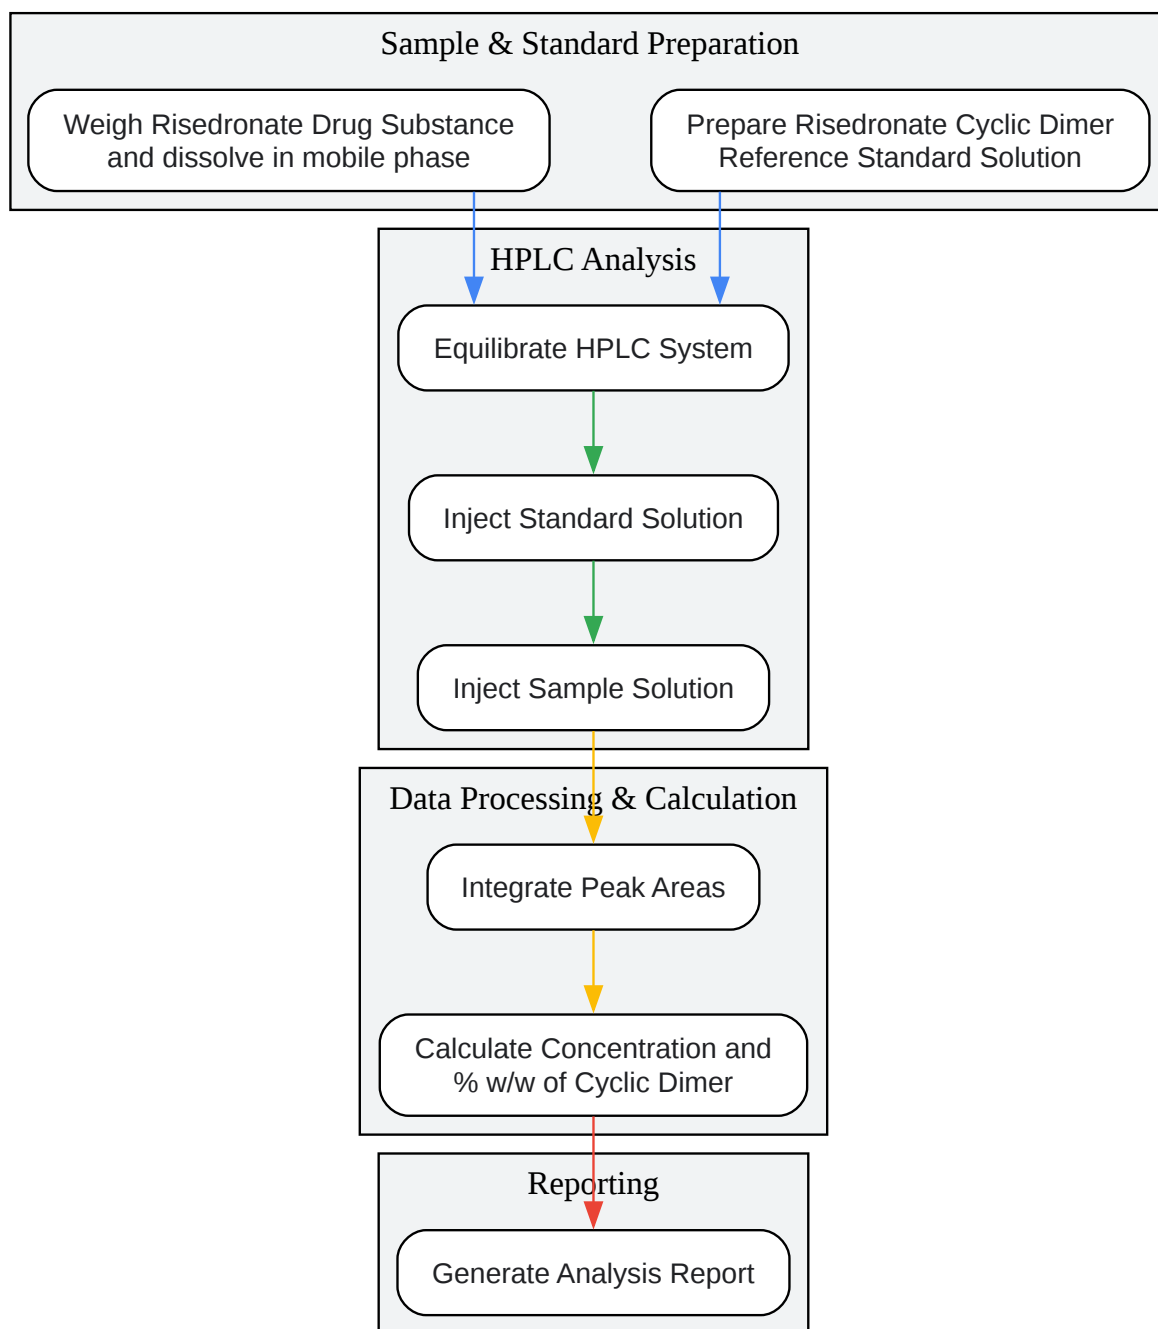 Sample & Standard Preparation
Weigh Risedronate Drug Substance
and dissolve in mobile phase
Prepare Risedronate Cyclic Dimer
Reference Standard Solution
HPLC Analysis
Equilibrate HPLC System
Inject Standard Solution
Inject Sample Solution
Data Processing & Calculation
Integrate Peak Areas
Calculate Concentration and
% w/w of Cyclic Dimer
Reporting
Generate Analysis Report